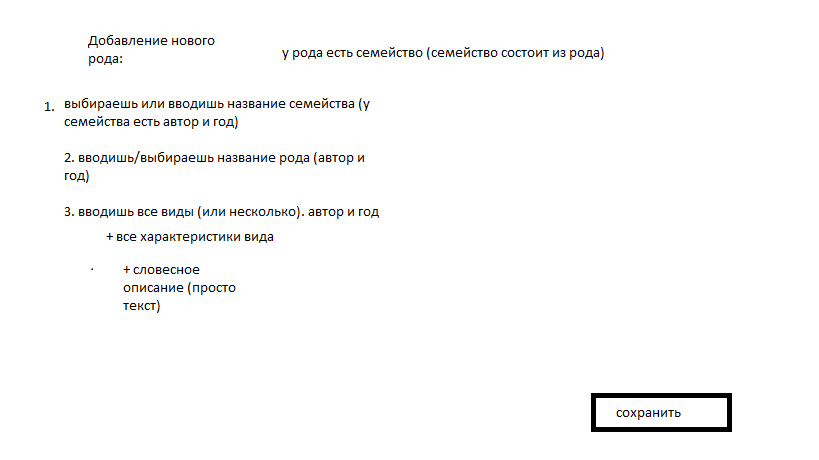 Добавление нового
рода:
у рода есть семейство (семейство состоит из рода)
1. выбираешь или вводишь название семейства (у
семейства есть автор и год)
2. вводишь/выбираешь название рода (автор и
год)
3. вводишь все виды (или несколько). автор и год
+ все характеристики вида
+ словесное
описание (просто
текст)
сохранить